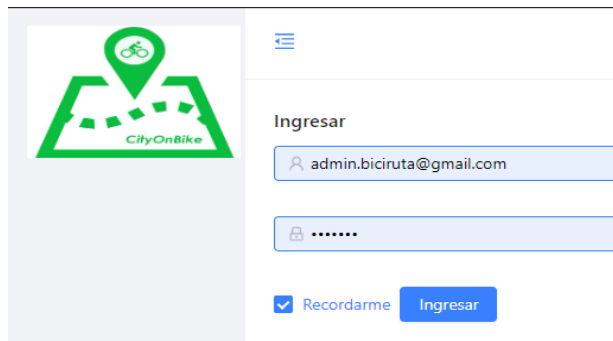 CityOnBike
Ingresar
admin.biciruta@gmail.com
•••••••
Recordarme
Ingresar